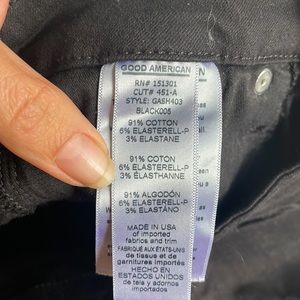 GOOD AMERICAN
RN# 151301
CUT# 451-A
STYLE: GASH403
BLACK005
91% COTTON
6% ELASTERELL-P
3% ELASTANE
91% COTON
6% ELASTERELL-P
3% ÉLASTHANNE
91% ALGODÓN
6% ELASTERELL-P
3% ELASTANO
MADE IN USA
of imported
fabrics and trim
FABRIQUÉ AUX ÉTATS-UNIS
de tissus et de
garnitures importés
HECHO EN
ESTADOS UNIDOS
de tela y adornos